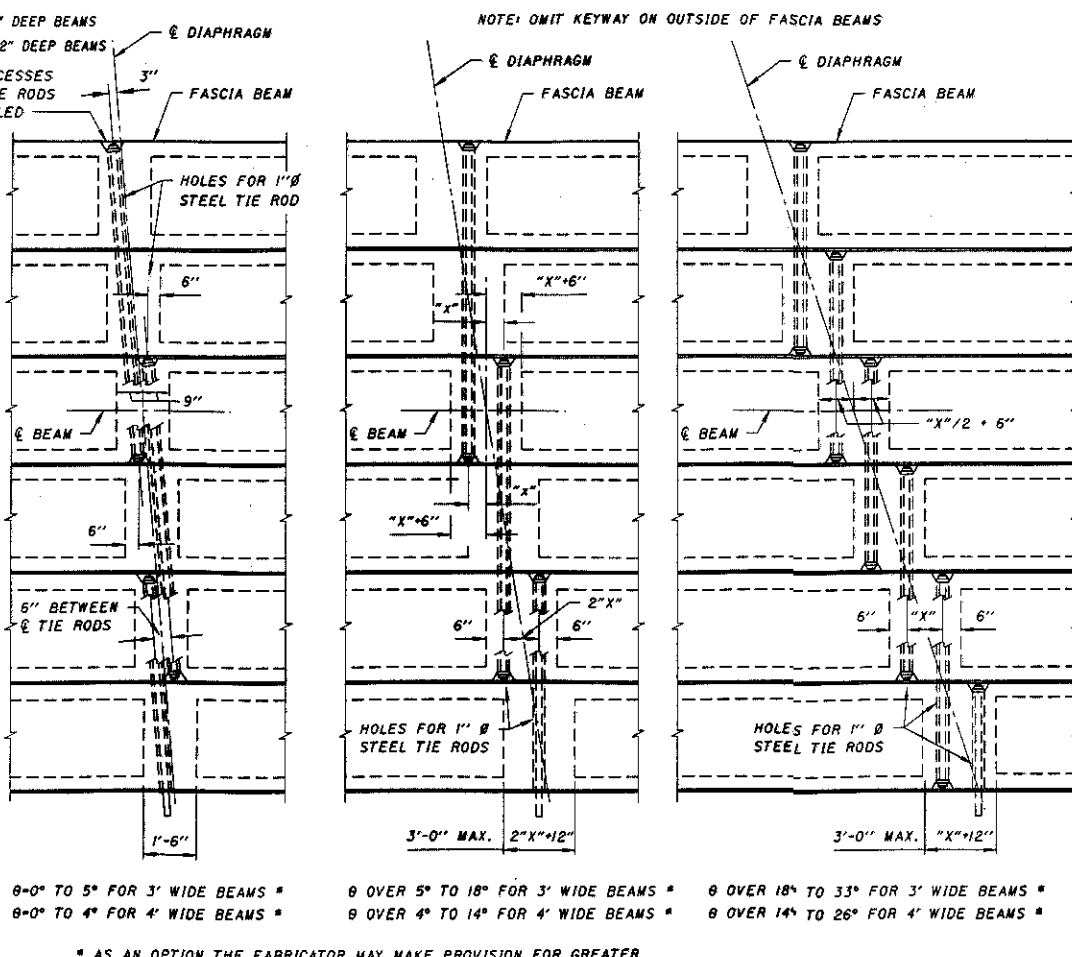 " DEEP BEAMS
2" DEEP BEAMS
℄ DIAPHRAGM
3"
FASCIA BEAM
LED
HOLES FOR 1"Ø
STEEL TIE ROD
6"
9"
℄ BEAM
6"
6" BETWEEN
℄ TIE RODS
1'-6"
θ=0° TO 5° FOR 3' WIDE BEAMS *
θ=0° TO 4° FOR 4' WIDE BEAMS *
NOTE: OMIT KEYWAY ON OUTSIDE OF FASCIA BEAMS
℄ DIAPHRAGM
FASCIA BEAM
"X"
"X"+6"
℄ BEAM
"X"
"X"+6"
2"X"
6"
6"
HOLES FOR 1" Ø
STEEL TIE RODS
3'-0" MAX.
2"X"+12"
θ OVER 5° TO 18° FOR 3' WIDE BEAMS *
θ OVER 4° TO 14° FOR 4' WIDE BEAMS *
℄ DIAPHRAGM
FASCIA BEAM
"X"/2 + 6"
℄ BEAM
6"
"X"
6"
HOLES FOR 1" Ø
STEEL TIE RODS
3'-0" MAX.
"X"+12"
θ OVER 18° TO 33° FOR 3' WIDE BEAMS *
θ OVER 14° TO 26° FOR 4' WIDE BEAMS *
* AS AN OPTION THE FABRICATOR MAY MAKE PROVISION FOR GREATER